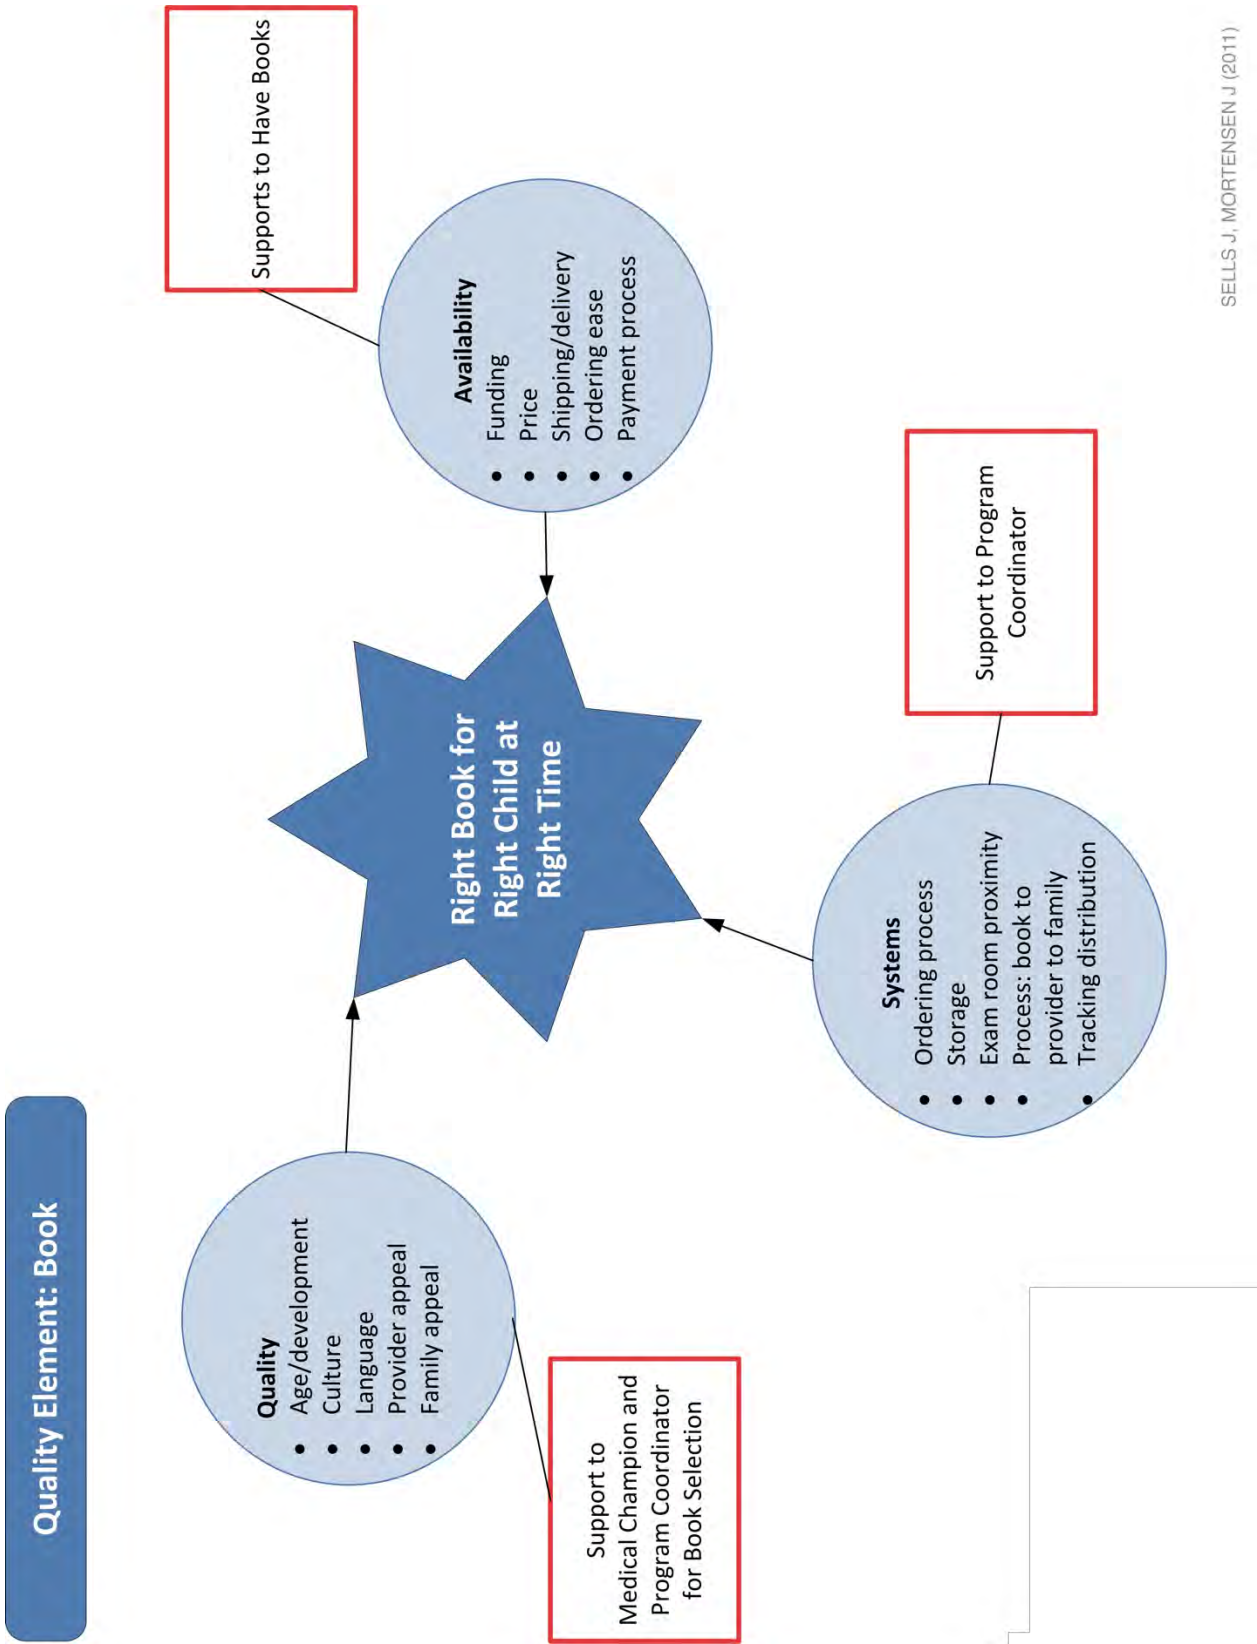 Quality Element: Book
Supports to Have Books
Quality
• Age/development
• Culture
• Language
• Provider appeal
• Family appeal
Right Book for
Right Child at
Right Time
Availability
• Funding
• Price
• Shipping/delivery
• Ordering ease
• Payment process
Support to
Medical Champion and
Program Coordinator
for Book Selection
Systems
• Ordering process
• Storage
• Exam room proximity
• Process: book to
provider to family
• Tracking distribution
Support to Program
Coordinator
SELLS J, MORTENSEN J (2011)